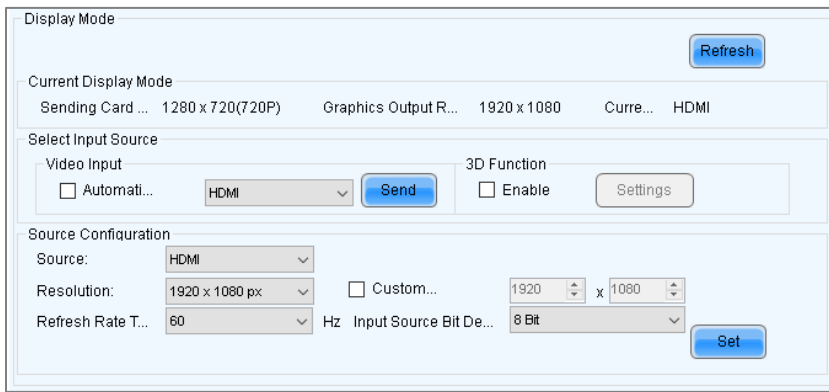 Display Mode
Refresh
Current Display Mode
Sending Card ... 1280 x 720(720P) Graphics Output R... 1920 x 1080 Curre... HDMI
Select Input Source
Video Input 3D Function
Automati... HDMI Send Enable Settings
Source Configuration
Source: HDMI
Resolution: 1920 x 1080 px Custom... 1920 x 1080
Refresh Rate T... 60 Hz Input Source Bit De... 8 Bit
Set